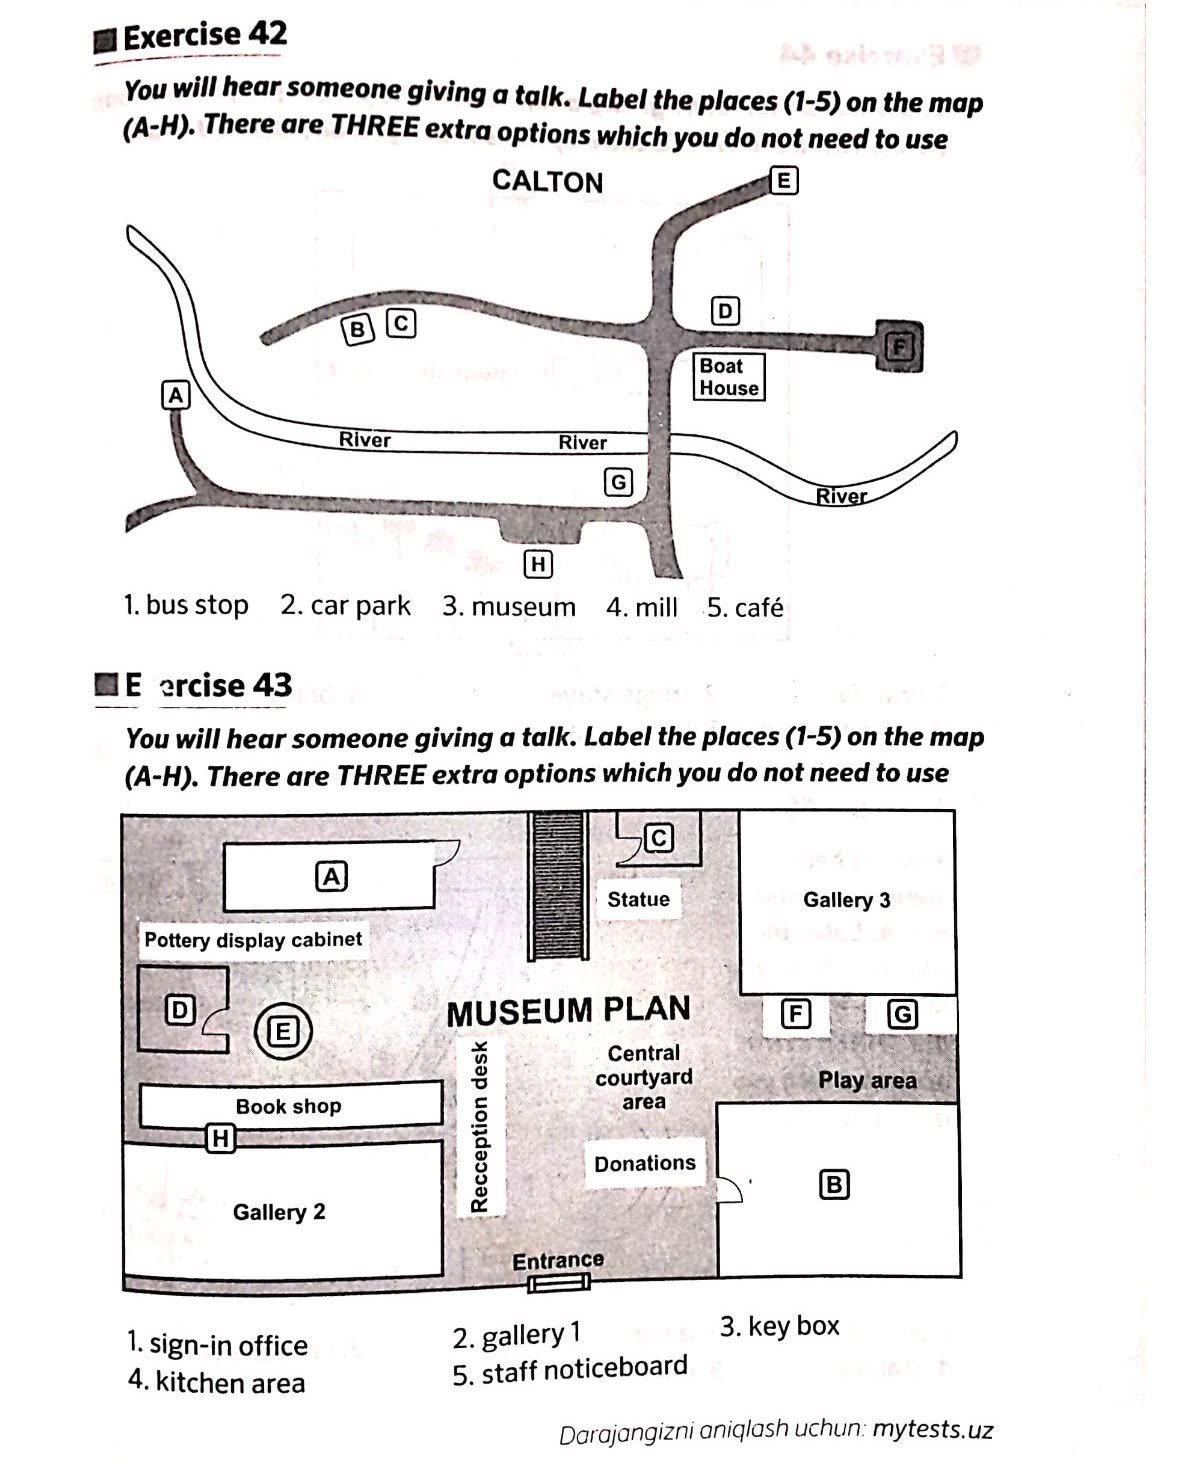 Exercise 42
You will hear someone giving a talk. Label the places (1-5) on the map
(A-H). There are THREE extra options which you do not need to use
CALTON
E
D
B
C
F
Boat
House
A
River
River
G
River
H
1. bus stop 2. car park 3. museum 4. mill 5. café
E ercise 43
You will hear someone giving a talk. Label the places (1-5) on the map
(A-H). There are THREE extra options which you do not need to use
C
A
Statue
Gallery 3
Pottery display cabinet
D
E
MUSEUM PLAN
F
G
Recception desk
Central
courtyard
area
Play area
Book shop
H
Donations
B
Gallery 2
Entrance
1. sign-in office
2. gallery 1
3. key box
4. kitchen area
5. staff noticeboard
Darajangizni aniqlash uchun: mytests.uz